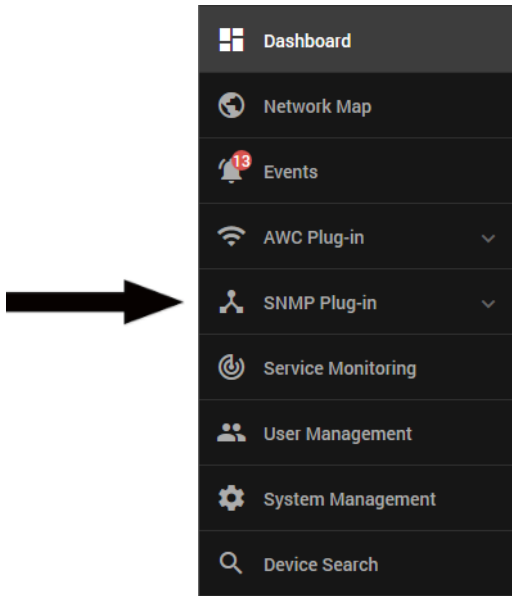 Dashboard
Network Map
13
Events
AWC Plug-in
SNMP Plug-in
Service Monitoring
User Management
System Management
Device Search